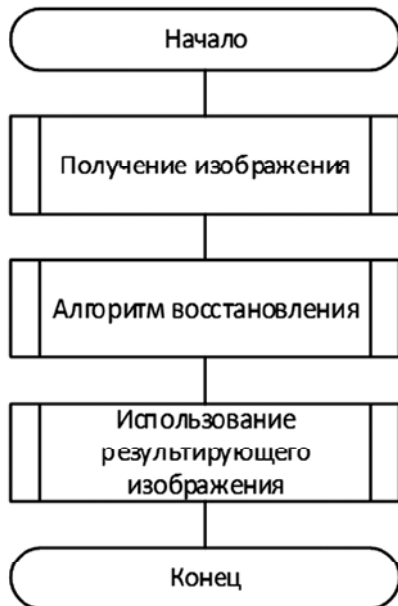 Начало
Получение изображения
Алгоритм восстановления
Использование
результирующего
изображения
Конец